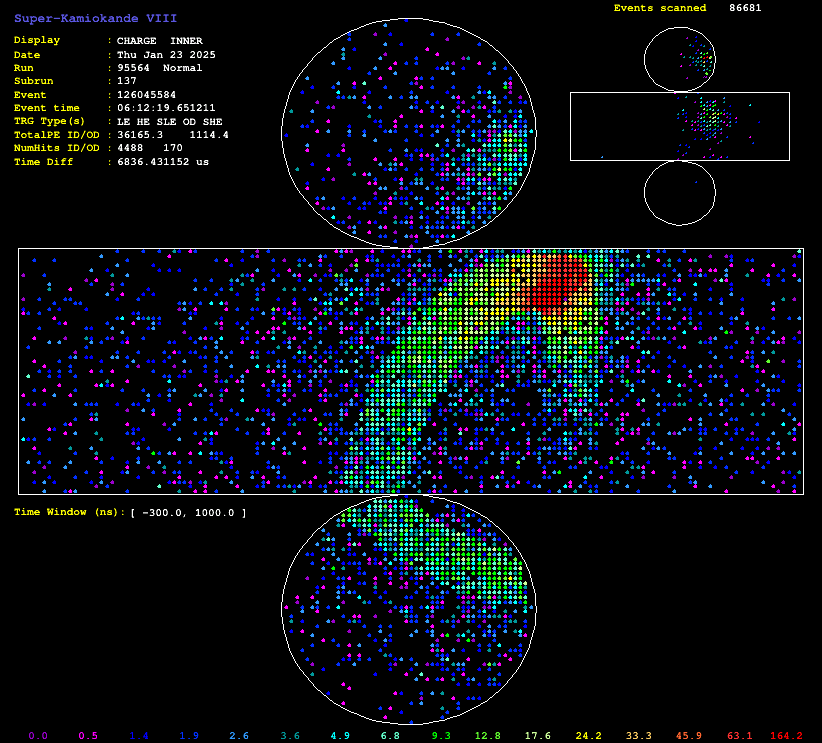 Events scanned 86681
Super-Kamiokande VIII
Display : CHARGE INNER
Date : Thu Jan 23 2025
Run : 95564 Normal
Subrun : 137
Event : 126045584
Event time : 06:12:19.651211
TRG Type(s) : LE HE SLE OD SHE
TotalPE ID/OD : 36165.3 1114.4
NumHits ID/OD : 4488 170
Time Diff : 6836.431152 us
Time Window (ns): [ -300.0, 1000.0 ]
0.0 0.5 1.4 1.9 2.6 3.6 4.9 6.8 9.3 12.8 17.6 24.2 33.3 45.9 63.1 164.2